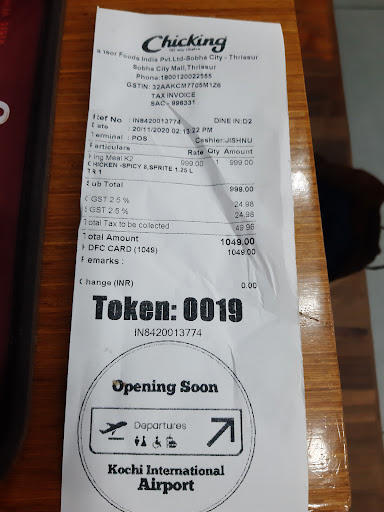 Chicking
Foods India Pvt.Ltd-Sobha City - Thrissur
Sobha City Mall,Thrissur
Phone:1800120022555
GSTIN: 32AAKCM7705M1Z6
TAX INVOICE
SAC - 996331
Ref No : IN8420013774 DINE IN:D2
Date : 20/11/2020 02:13:22 PM
Terminal : POS Cashier:JISHNU
Particulars Rate Qty Amount
King Meal K2 999.00 1 999.00
CHICKEN -SPICY 8,SPRITE 1.25 L
TR 1
Sub Total 999.00
CGST 2.5 % 24.98
SGST 2.5 % 24.98
Total Tax to be collected 49.96
Total Amount 1049.00
HDFC CARD (1049) 1049.00
Remarks :
Change (INR) 0.00
Token: 0019
IN8420013774
Opening Soon
Departures
Kochi International
Airport